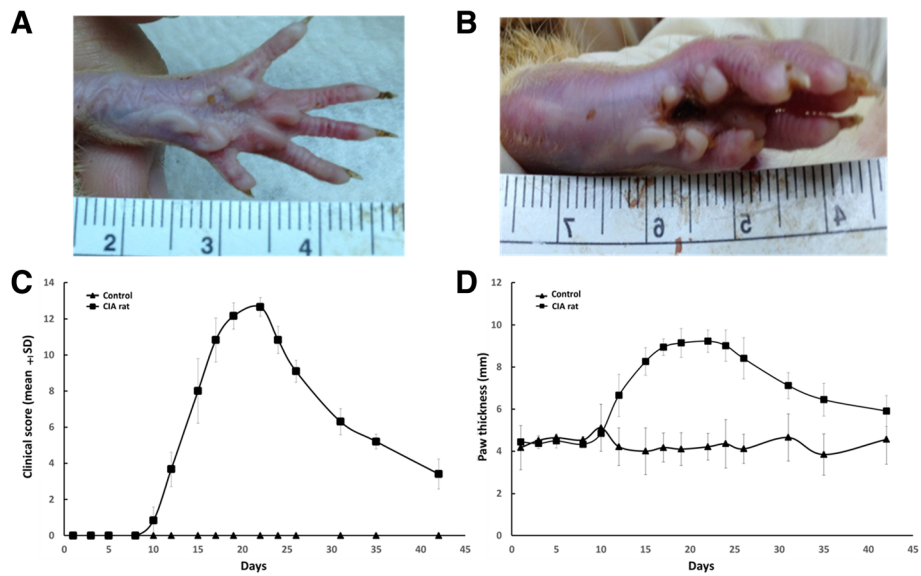 A
B
2 3 4
7 6 5 4
C
14
12
10
8
6
4
2
0
Clinical score (mean +¦SD)
Control
CIA rat
0 5 10 15 20 25 30 35 40 45
Days
D
12
10
8
6
4
2
0
Paw thickness (mm)
Control
CIA rat
0 5 10 15 20 25 30 35 40 45
Days